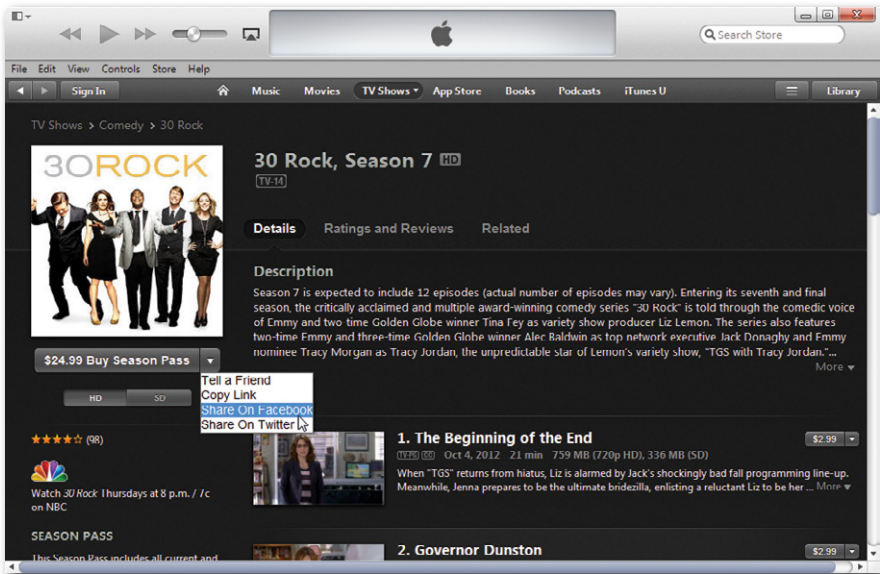 Search Store
File Edit View Controls Store Help
Sign In Music Movies TV Shows App Store Books Podcasts iTunes U Library
TV Shows > Comedy > 30 Rock
30ROCK
30 Rock, Season 7 HD
TV-14
Details Ratings and Reviews Related
Description
Season 7 is expected to include 12 episodes (actual number of episodes may vary). Entering its seventh and final
season, the critically acclaimed and multiple award-winning comedy series "30 Rock" is told through the comedic voice
of Emmy and two-time Golden Globe winner Tina Fey as variety show producer Liz Lemon. The series also features
two-time Emmy and three-time Golden Globe winner Alec Baldwin as top network executive Jack Donaghy and Emmy
nominee Tracy Morgan as Tracy Jordan, the unpredictable star of Lemon's variety show, "TGS with Tracy Jordan."...
More
$24.99 Buy Season Pass
Tell a Friend
Copy Link
Share On Facebook
Share On Twitter
HD SD
(98)
Watch 30 Rock Thursdays at 8 p.m. / 7c
on NBC
SEASON PASS
This Season Pass includes all current and
1. The Beginning of the End $2.99
TV-PG CC Oct 4, 2012 21 min 759 MB (720p HD), 336 MB (SD)
When "TGS" returns from hiatus, Liz is alarmed by Jack's shockingly bad fall programming line-up.
Meanwhile, Jenna prepares to be the ultimate bridezilla, enlisting a reluctant Liz to be her ... More
2. Governor Dunston $2.99